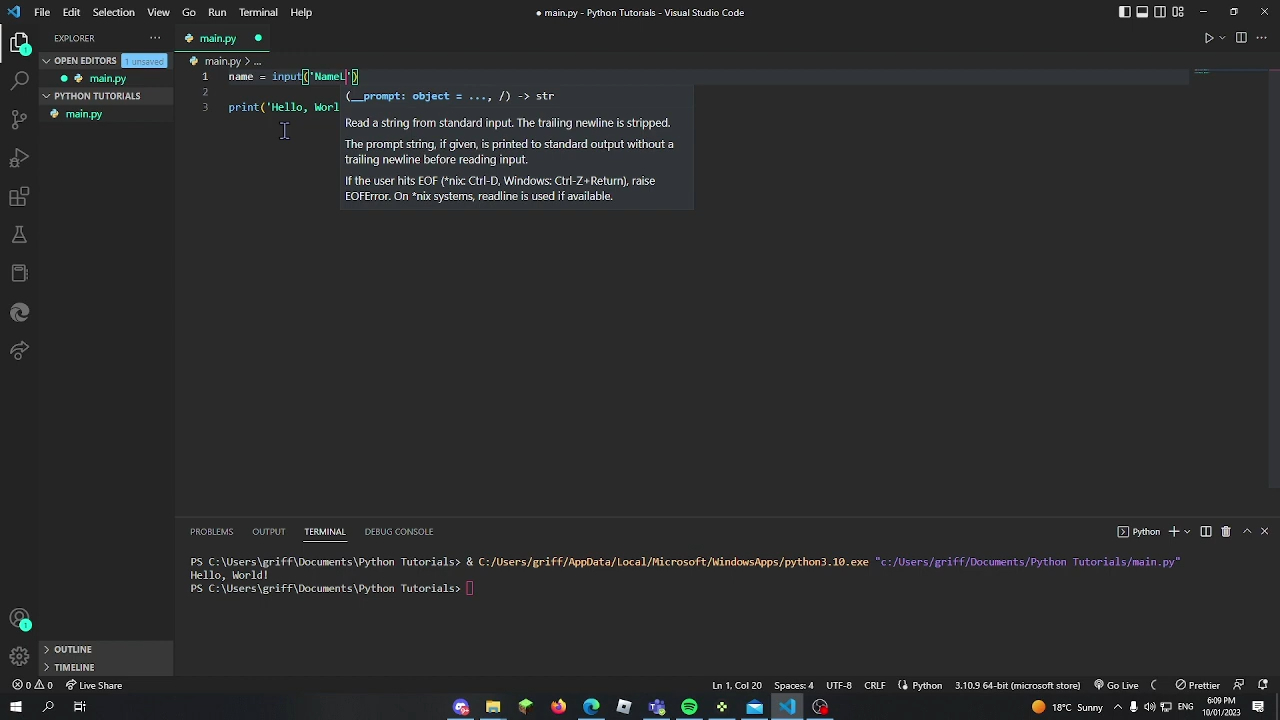 File Edit Selection View Go Run Terminal Help
● main.py - Python Tutorials - Visual Studio Code
EXPLORER
OPEN EDITORS 1 unsaved
main.py
PYTHON TUTORIALS
main.py
OUTLINE
TIMELINE
main.py
main.py > ...
1 name = input('NameL')
2
3 print('Hello, Worl
(__prompt: object = ..., /) -> str
Read a string from standard input. The trailing newline is stripped.
The prompt string, if given, is printed to standard output without a
trailing newline before reading input.
If the user hits EOF (*nix: Ctrl-D, Windows: Ctrl-Z+Return), raise
EOFError. On *nix systems, readline is used if available.
PROBLEMS OUTPUT TERMINAL DEBUG CONSOLE
Python
PS C:\Users\griff\Documents\Python Tutorials> & C:/Users/griff/AppData/Local/Microsoft/WindowsApps/python3.10.exe "c:/Users/griff/Documents/Python Tutorials/main.py"
Hello, World!
PS C:\Users\griff\Documents\Python Tutorials>
1
1
0 0 Live Share
Ln 1, Col 20 Spaces: 4 UTF-8 CRLF Python 3.10.9 64-bit (microsoft store) Go Live Prettier
18°C Sunny ENG 6:09 PM
10/01/2023